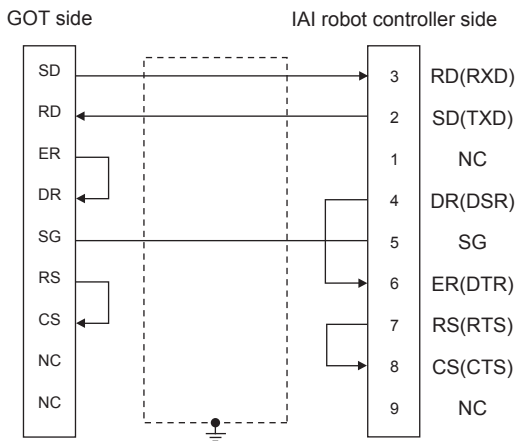 GOT side IAI robot controller side
SD 3 RD(RXD)
RD 2 SD(TXD)
ER 1 NC
DR 4 DR(DSR)
SG 5 SG
RS 6 ER(DTR)
CS 7 RS(RTS)
NC 8 CS(CTS)
NC 9 NC